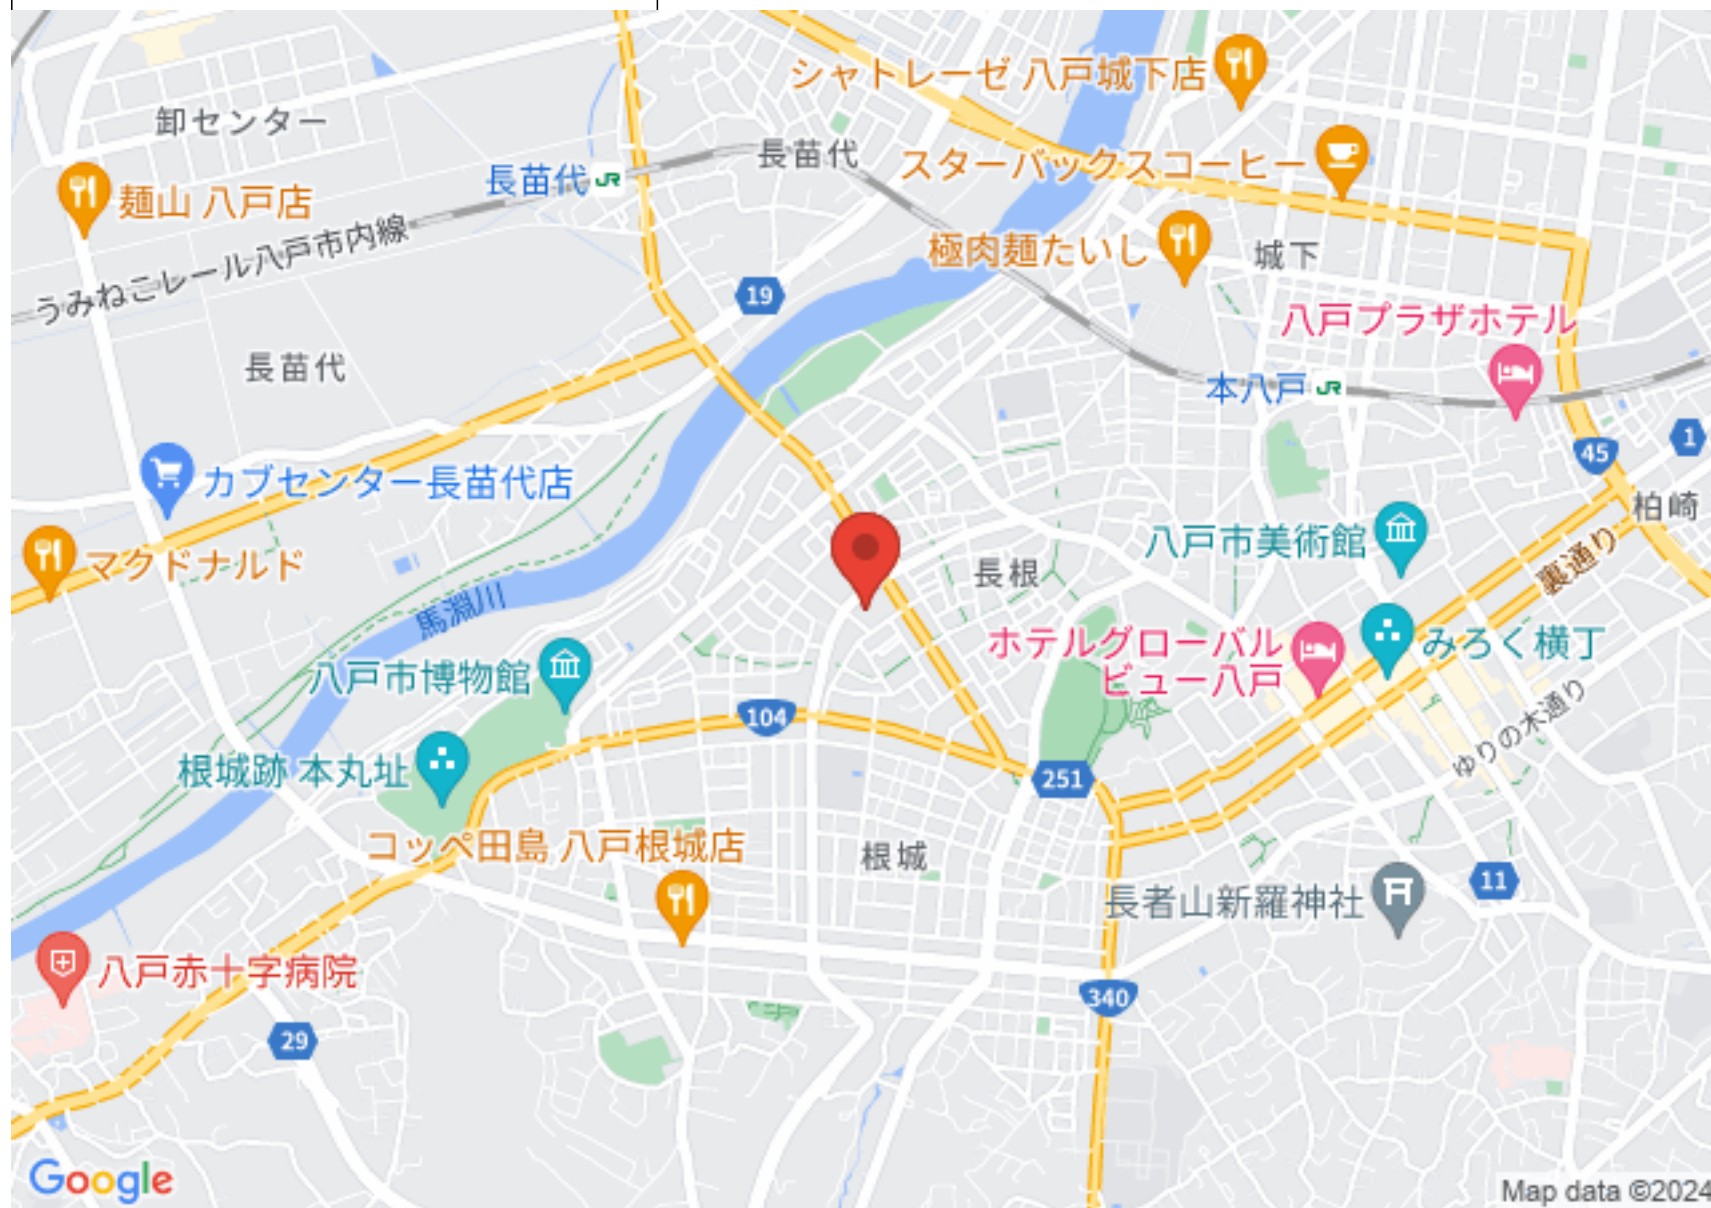 シャトレーゼ 八戸城下店
卸センター
長苗代
スターバックスコーヒー
長苗代
JR
麺山 八戸店
極肉麺たいし
城下
うみねこレール八戸市内線
19
八戸プラザホテル
長苗代
本八戸
JR
1
45
カブセンター長苗代店
柏崎
八戸市美術館
マクドナルド
裏通り
長根
馬淵川
ホテルグローバル
ビュー八戸
みろく横丁
八戸市博物館
104
ゆりの木通り
根城跡 本丸址
251
コッペ田島 八戸根城店
根城
11
長者山新羅神社
八戸赤十字病院
340
29
Google
Map data ©2024